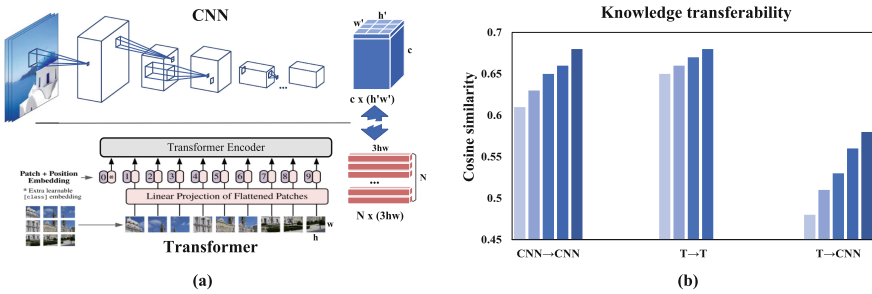 CNN
w'
h'
c
c x (h'w')
...
Transformer Encoder
3hw
Patch + Position
Embedding
* Extra learnable
[class] embedding
0 * 1 2 3 4 5 6 7 8 9
Linear Projection of Flattened Patches
...
N
N x (3hw)
w
h
Transformer
(a)
Knowledge transferability
Cosine similarity
0.65
0.6
0.55
0.5
0.45
CNN→CNN
T→T
T→CNN
(b)